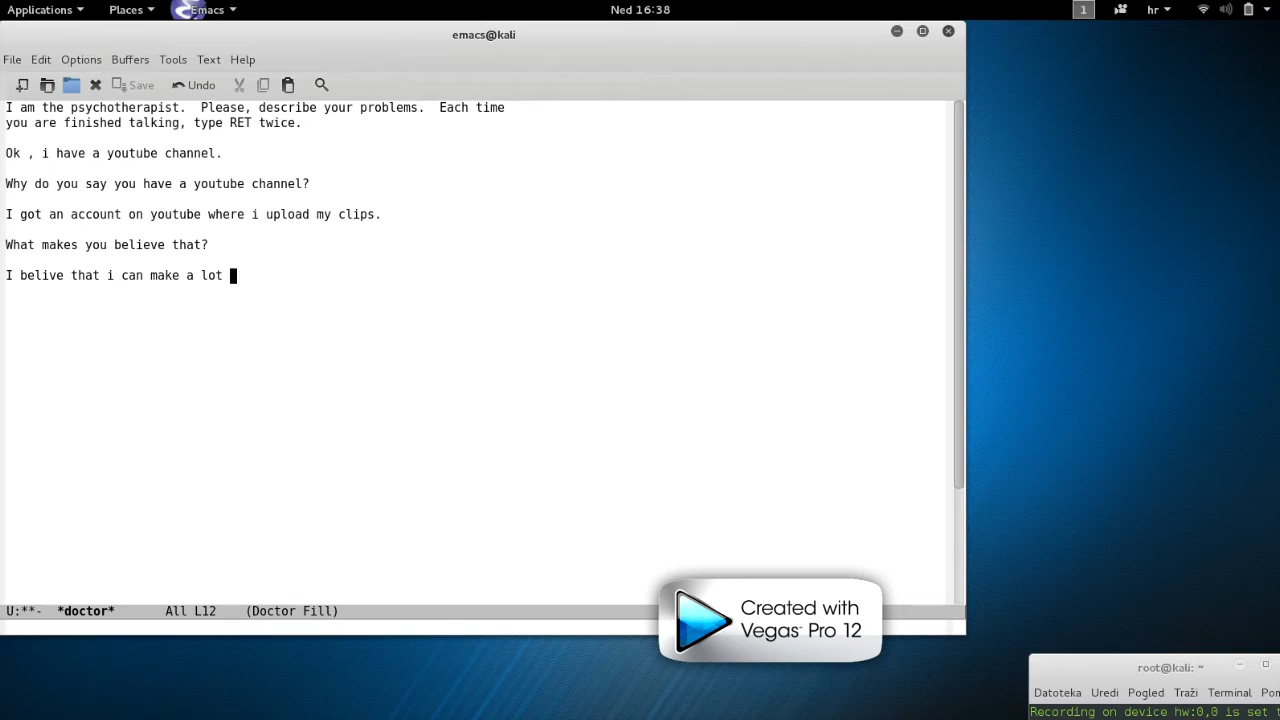 Applications Places Emacs Ned 16:38 1 hr
emacs@kali
File Edit Options Buffers Tools Text Help
Save Undo
I am the psychotherapist.  Please, describe your problems.  Each time
you are finished talking, type RET twice.
Ok , i have a youtube channel.
Why do you say you have a youtube channel?
I got an account on youtube where i upload my clips.
What makes you believe that?
I belive that i can make a lot
U:**-  *doctor*      All L12    (Doctor Fill)
Created with
Vegas Pro 12
root@kali: ~
Datoteka Uredi Pogled Traži Terminal
Recording on device hw:0,0 is set